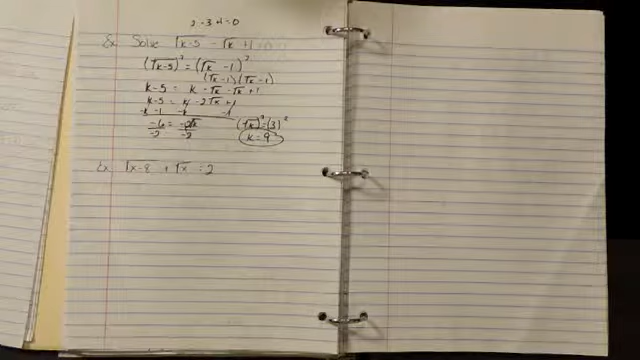 2 - 3 + 1 = 0
Ex Solve √k-5 - √k + 1 = 0
(√k-5)² = (√k - 1)²
(√k - 1)(√k - 1)
k - 5 = k - √k - √k + 1
k - 5 = k - 2√k + 1
-k -1 -k -1
-6 = -2√k (√k)² = (3)²
-2 -2 k = 9
Ex √x-8 + √x = 2